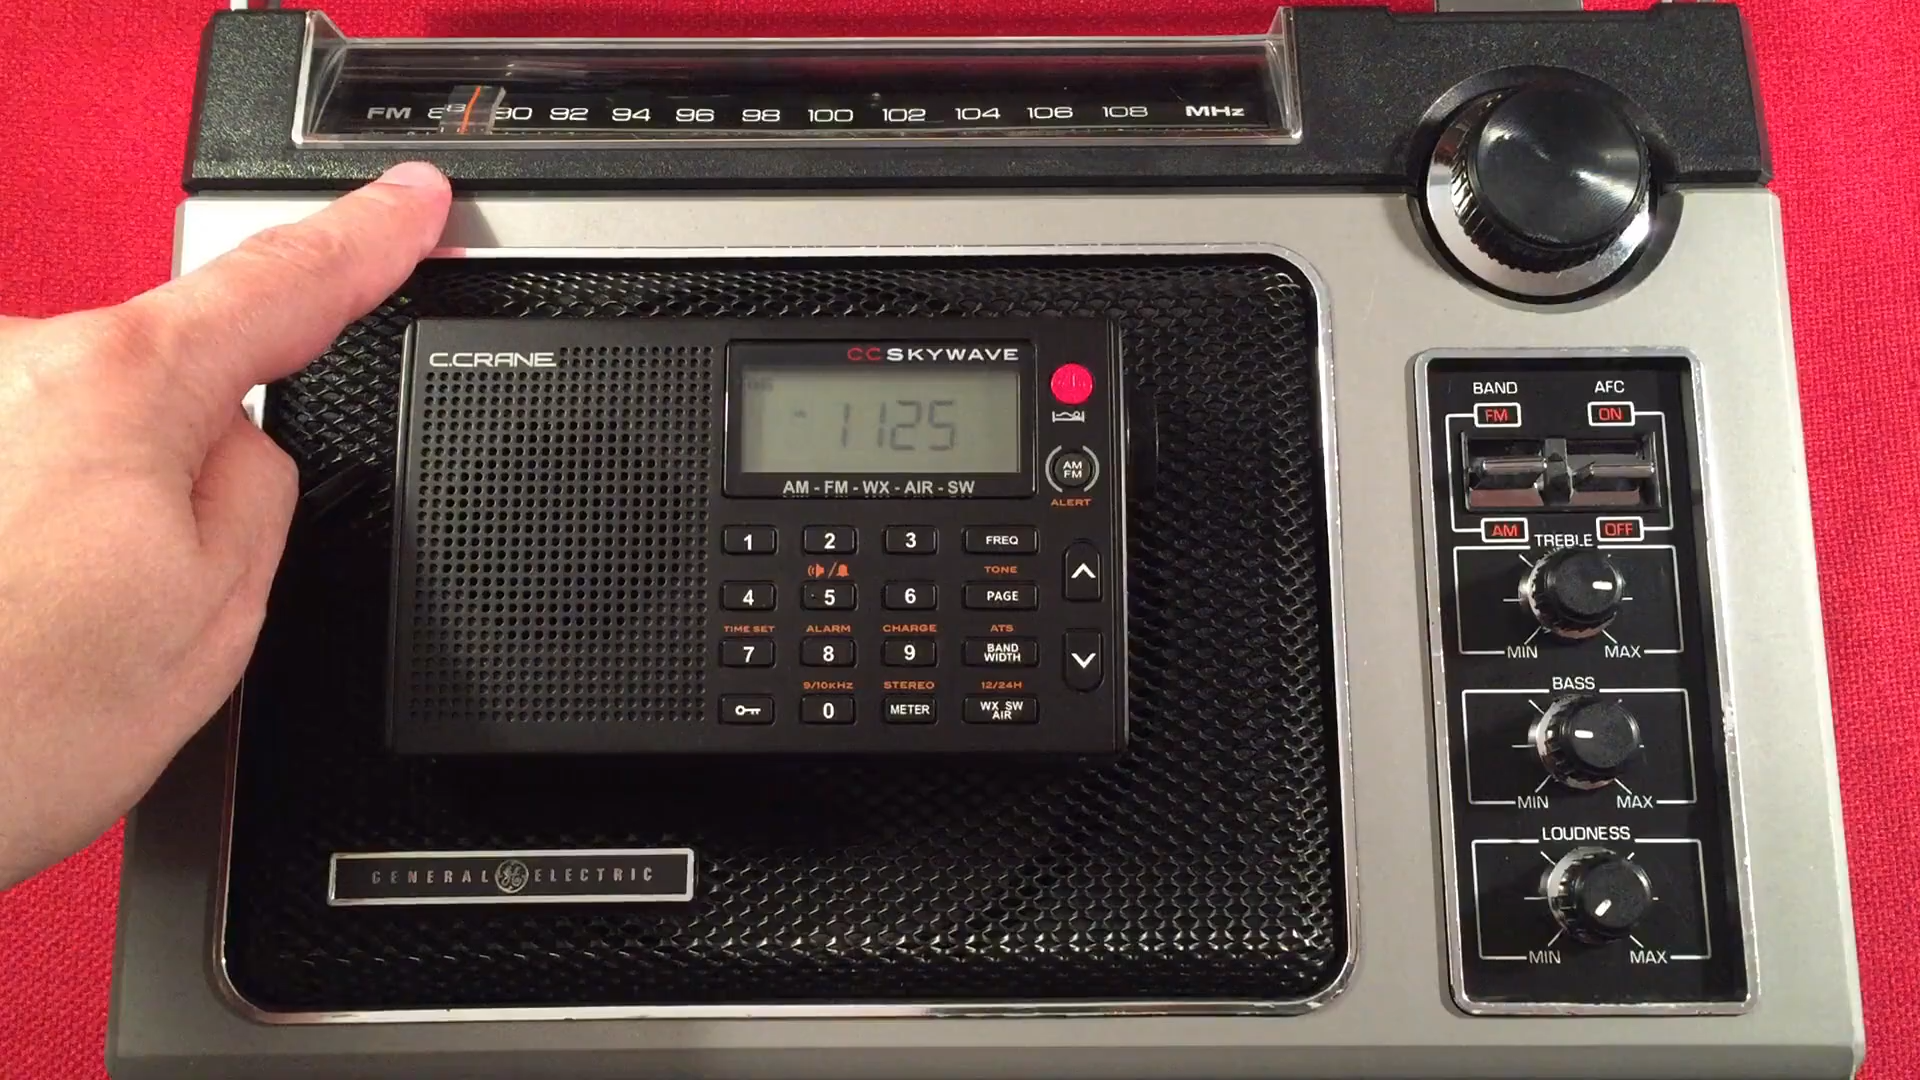 FM 88 90 92 94 96 98 100 102 104 106 108 MHz
C.CRANE
CC SKYWAVE
1125
AM - FM - WX - AIR - SW
AM
FM
ALERT
1 2 3 FREQ
TONE
4 5 6 PAGE
TIME SET ALARM CHARGE ATS
7 8 9 BAND WIDTH
9/10KHZ STEREO 12/24H
0 METER WX SW AIR
GENERAL GE ELECTRIC
BAND AFC
FM ON
AM OFF
TREBLE
MIN MAX
BASS
MIN MAX
LOUDNESS
MIN MAX